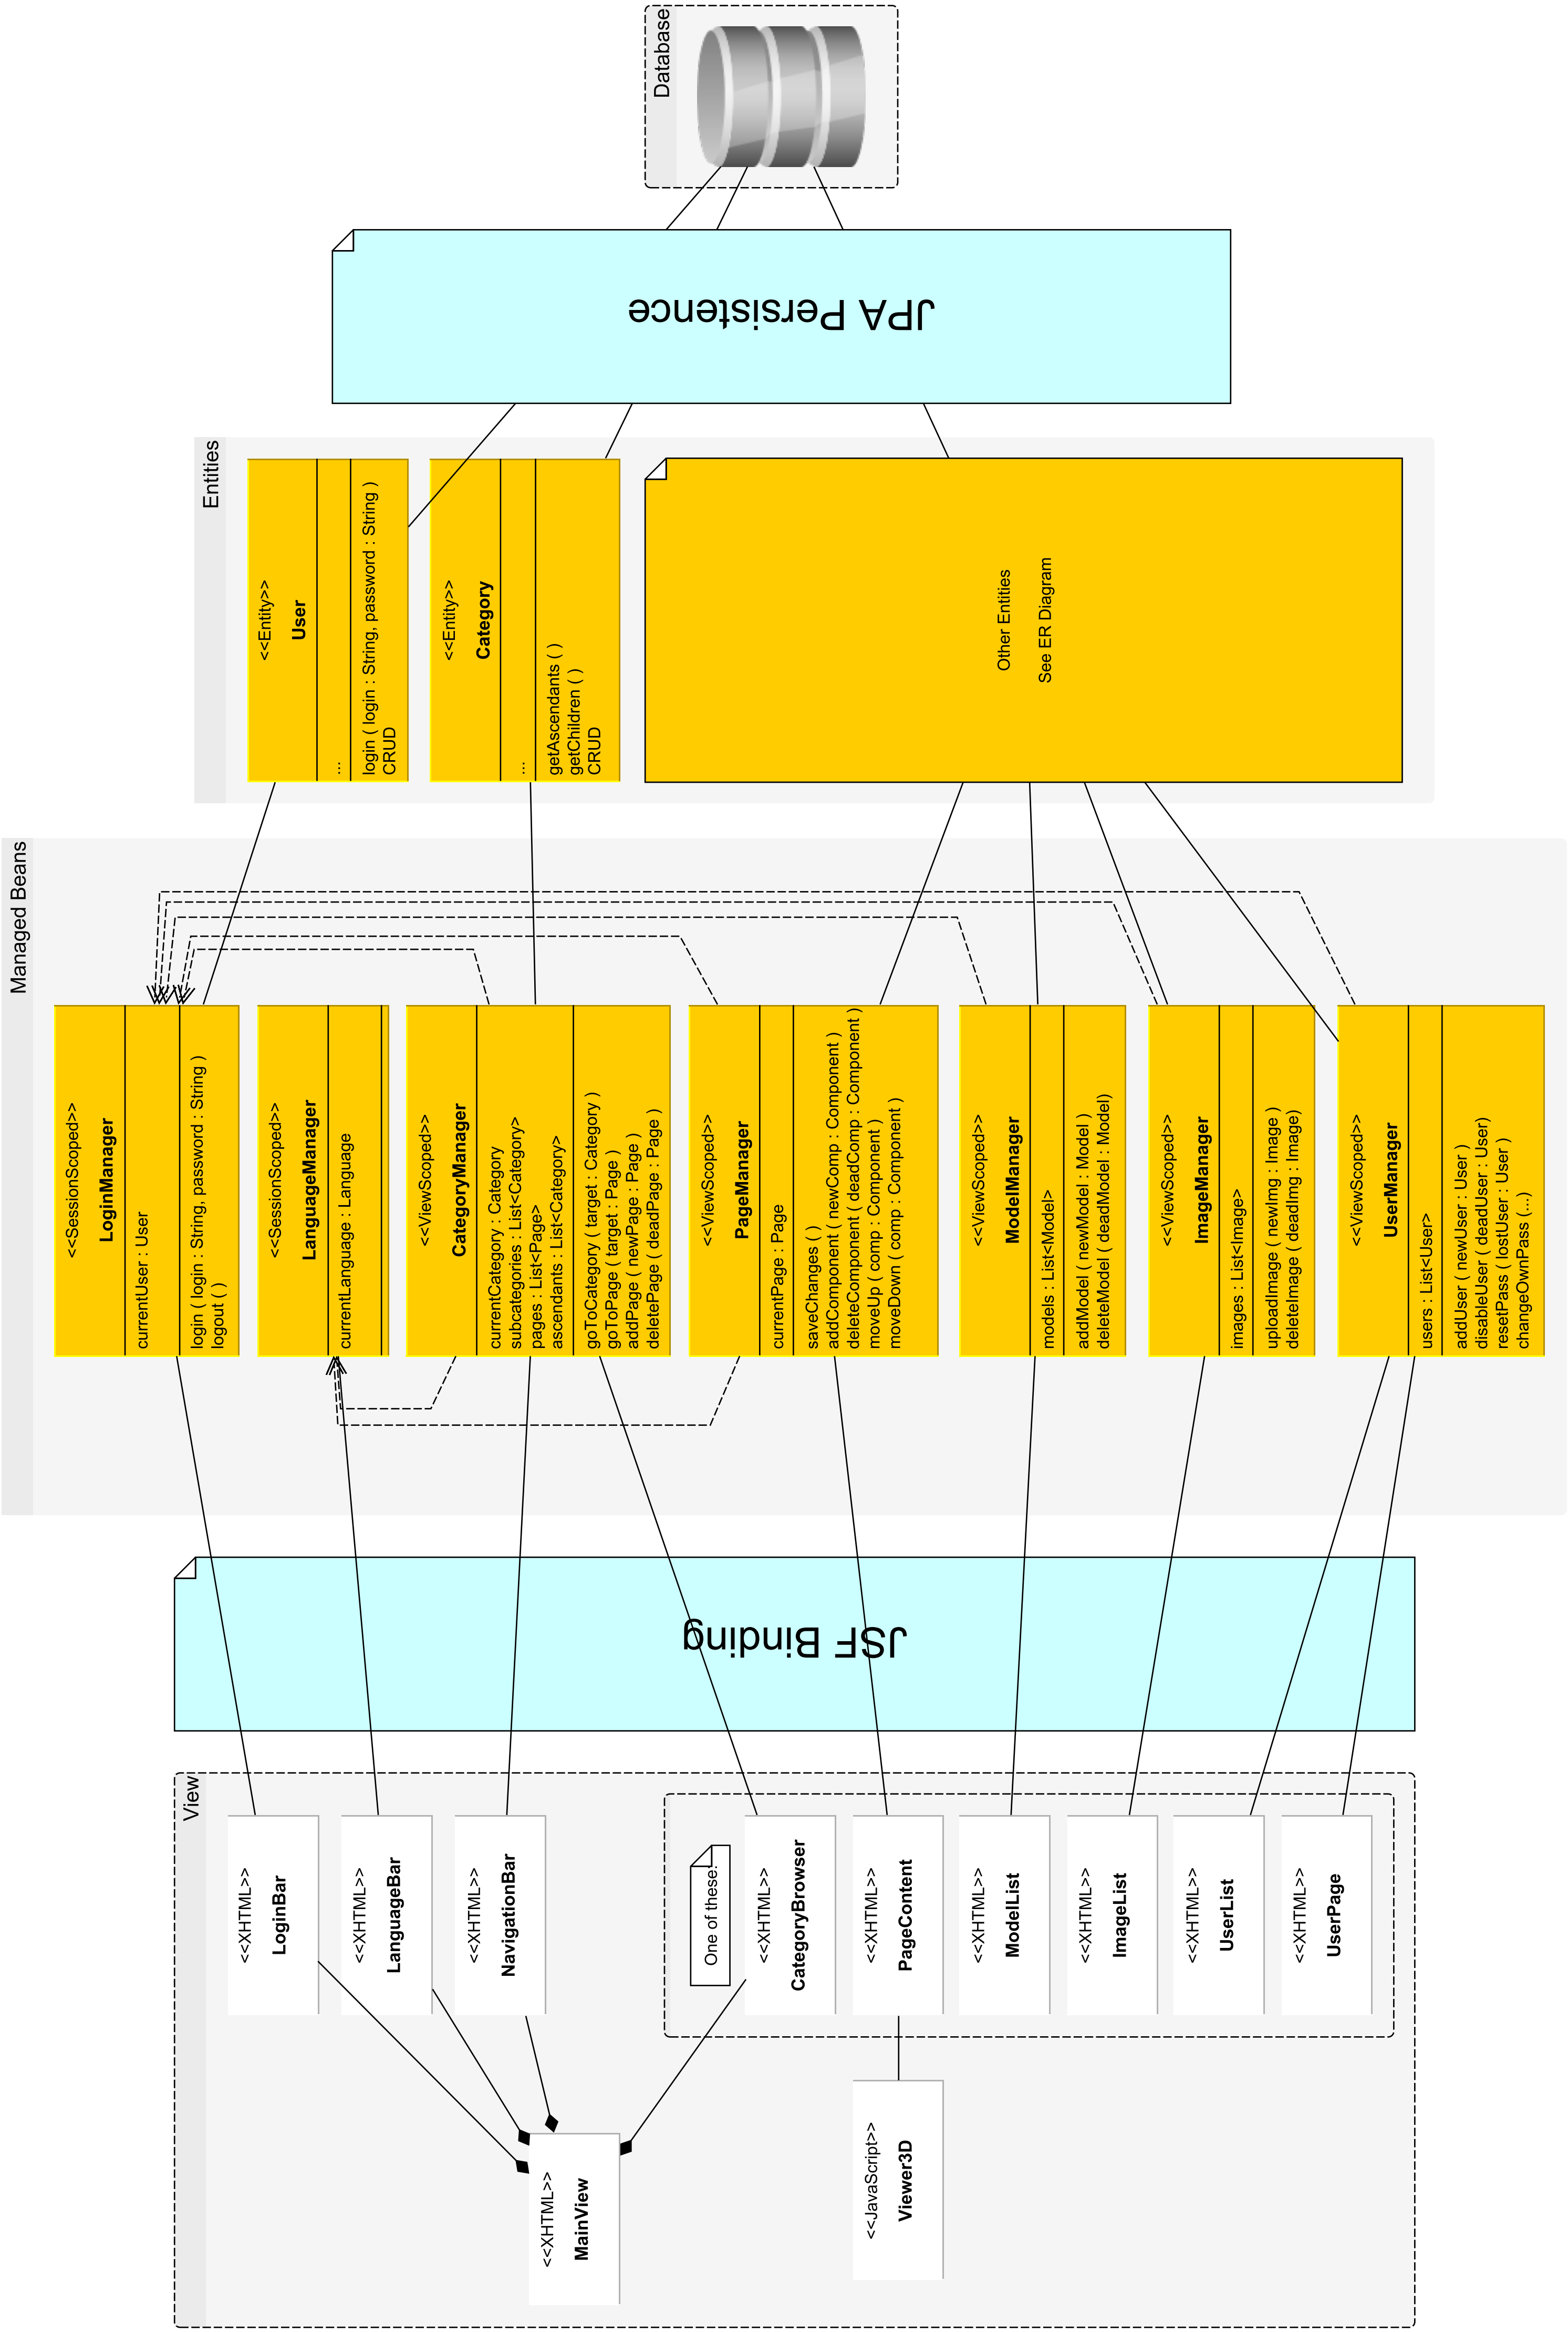 View
<<XHTML>>
MainView
<<XHTML>>
LoginBar
<<XHTML>>
LanguageBar
<<XHTML>>
NavigationBar
One of these:
<<XHTML>>
CategoryBrowser
<<XHTML>>
PageContent
<<XHTML>>
ModelList
<<XHTML>>
ImageList
<<XHTML>>
UserList
<<XHTML>>
UserPage
<<JavaScript>>
Viewer3D
JSF Binding
Managed Beans
<<SessionScoped>>
LoginManager
currentUser : User
login ( login : String, password : String )
logout ( )
<<SessionScoped>>
LanguageManager
currentLanguage : Language
<<ViewScoped>>
CategoryManager
currentCategory : Category
subcategories : List<Category>
pages : List<Page>
ascendants : List<Category>
goToCategory ( target : Category )
goToPage ( target : Page )
addPage ( newPage : Page )
deletePage ( deadPage : Page )
<<ViewScoped>>
PageManager
currentPage : Page
saveChanges ( )
addComponent ( newComp : Component )
deleteComponent ( deadComp : Component )
moveUp ( comp : Component )
moveDown ( comp : Component )
<<ViewScoped>>
ModelManager
models : List<Model>
addModel ( newModel : Model )
deleteModel ( deadModel : Model)
<<ViewScoped>>
ImageManager
images : List<Image>
uploadImage ( newImg : Image )
deleteImage ( deadImg : Image)
<<ViewScoped>>
UserManager
users : List<User>
addUser ( newUser : User )
disableUser ( deadUser : User)
resetPass ( lostUser : User )
changeOwnPass (...)
Entities
<<Entity>>
User
...
login ( login : String, password : String )
CRUD
<<Entity>>
Category
...
getAscendants ( )
getChildren ( )
CRUD
Other Entities
See ER Diagram
JPA Persistence
Database